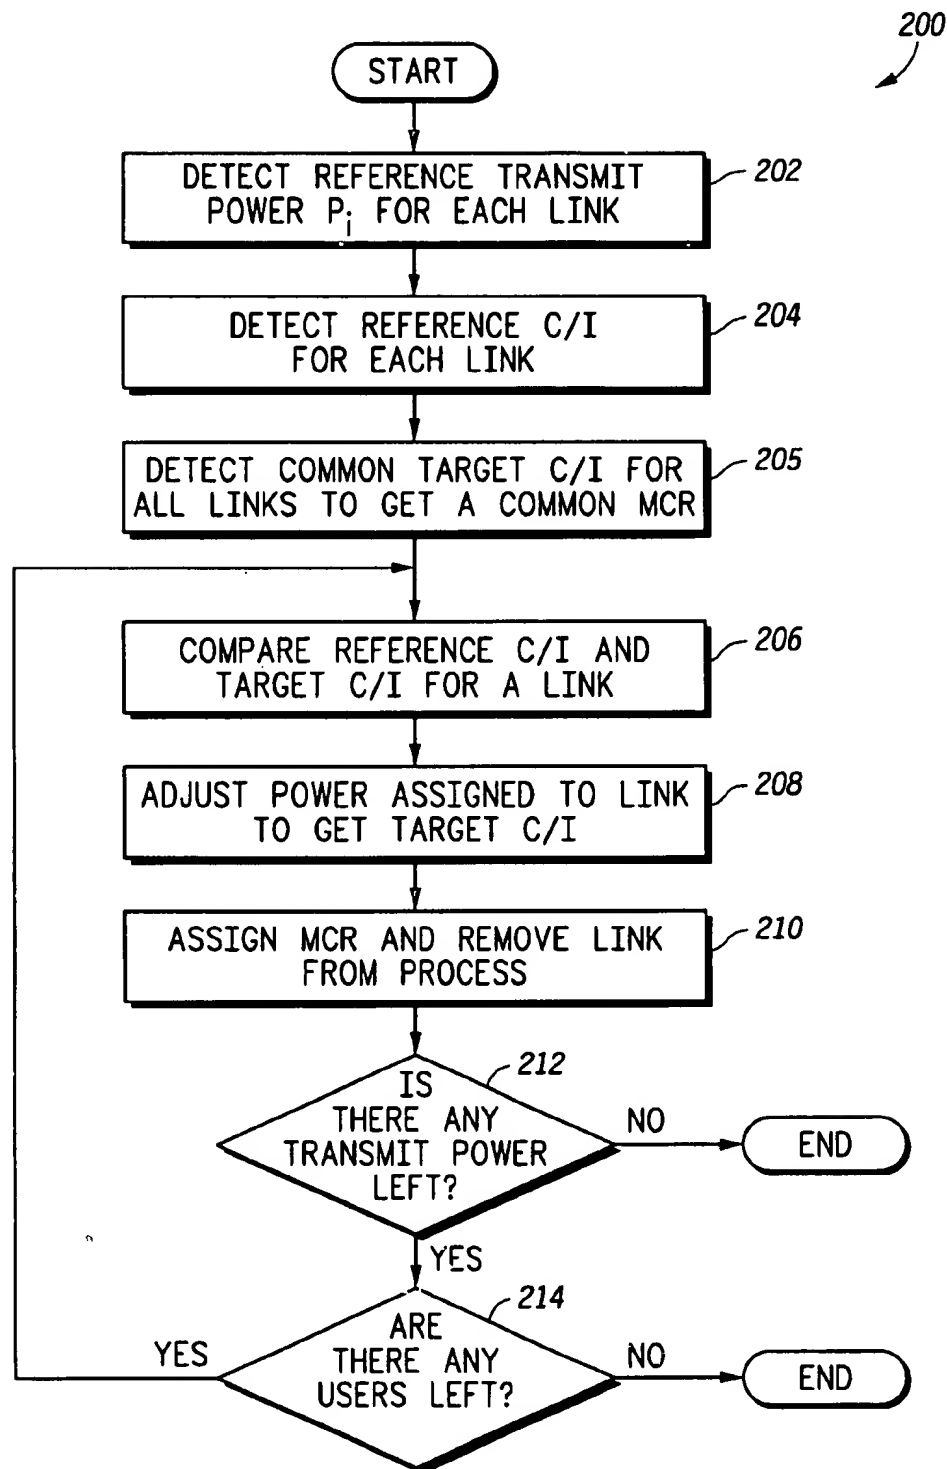 200
START
DETECT REFERENCE TRANSMIT
POWER Pi FOR EACH LINK
202
DETECT REFERENCE C/I
FOR EACH LINK
204
DETECT COMMON TARGET C/I FOR
ALL LINKS TO GET A COMMON MCR
205
COMPARE REFERENCE C/I AND
TARGET C/I FOR A LINK
206
ADJUST POWER ASSIGNED TO LINK
TO GET TARGET C/I
208
ASSIGN MCR AND REMOVE LINK
FROM PROCESS
210
IS
THERE ANY
TRANSMIT POWER
LEFT?
212
NO
END
YES
ARE
THERE ANY
USERS LEFT?
214
YES
NO
END